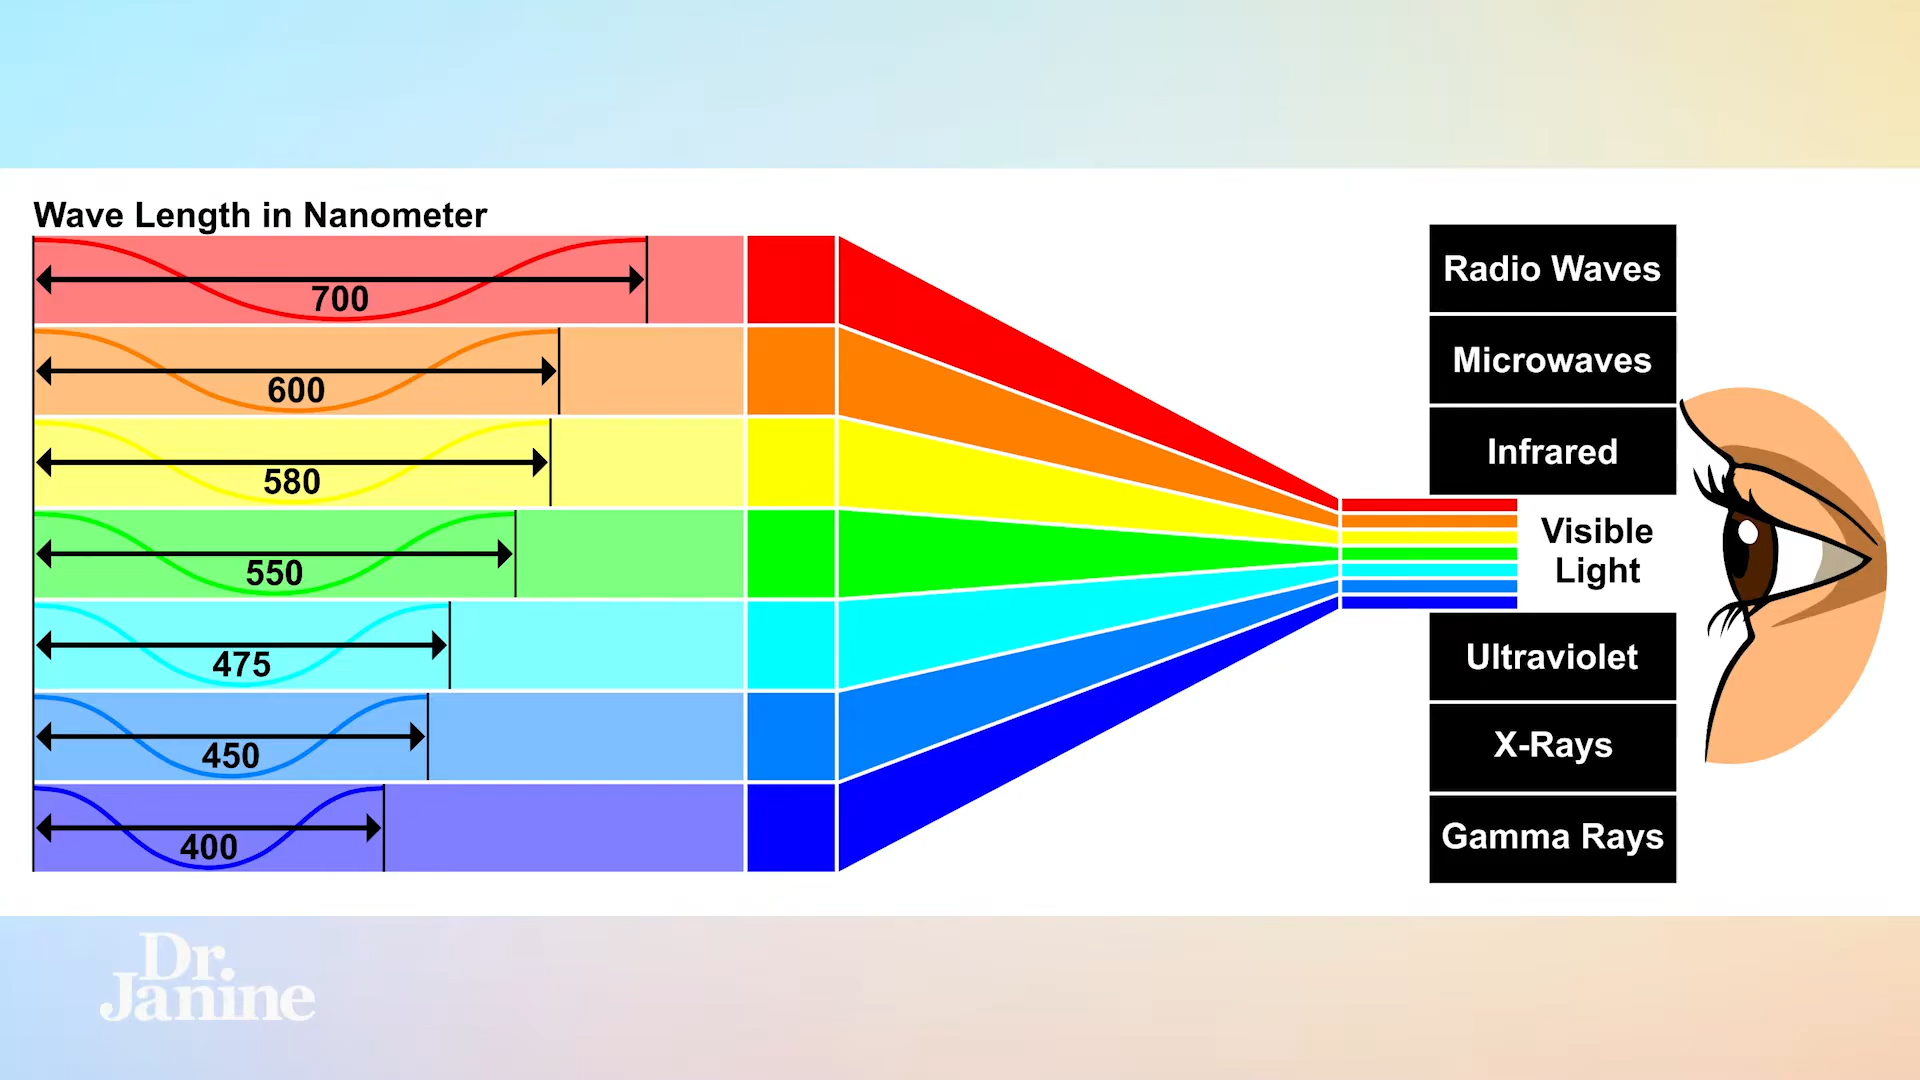 Wave Length in Nanometer
700
600
580
550
475
450
400
Radio Waves
Microwaves
Infrared
Visible
Light
Ultraviolet
X-Rays
Gamma Rays
Dr.
Janine